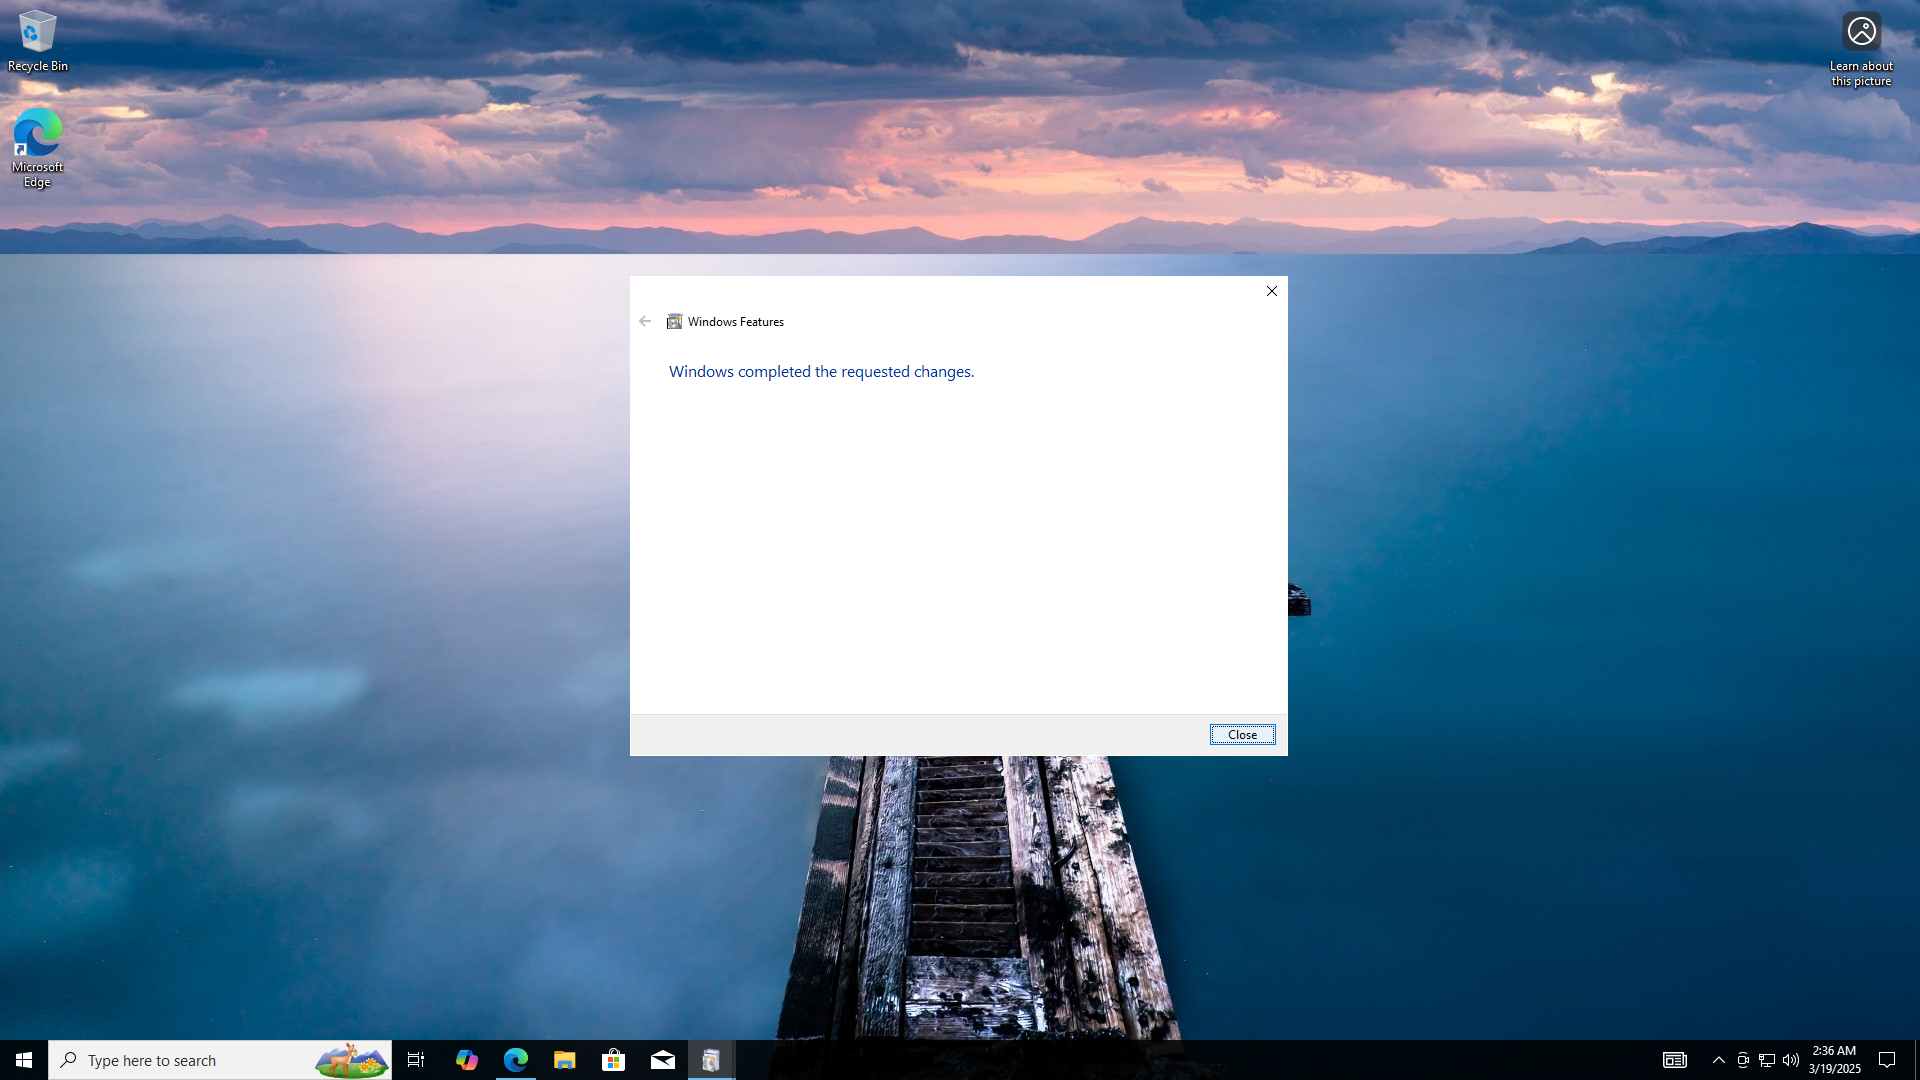 Recycle Bin
Microsoft
Edge
Learn about
this picture
Windows Features
Windows completed the requested changes.
Close
Type here to search
2:36 AM
3/19/2025